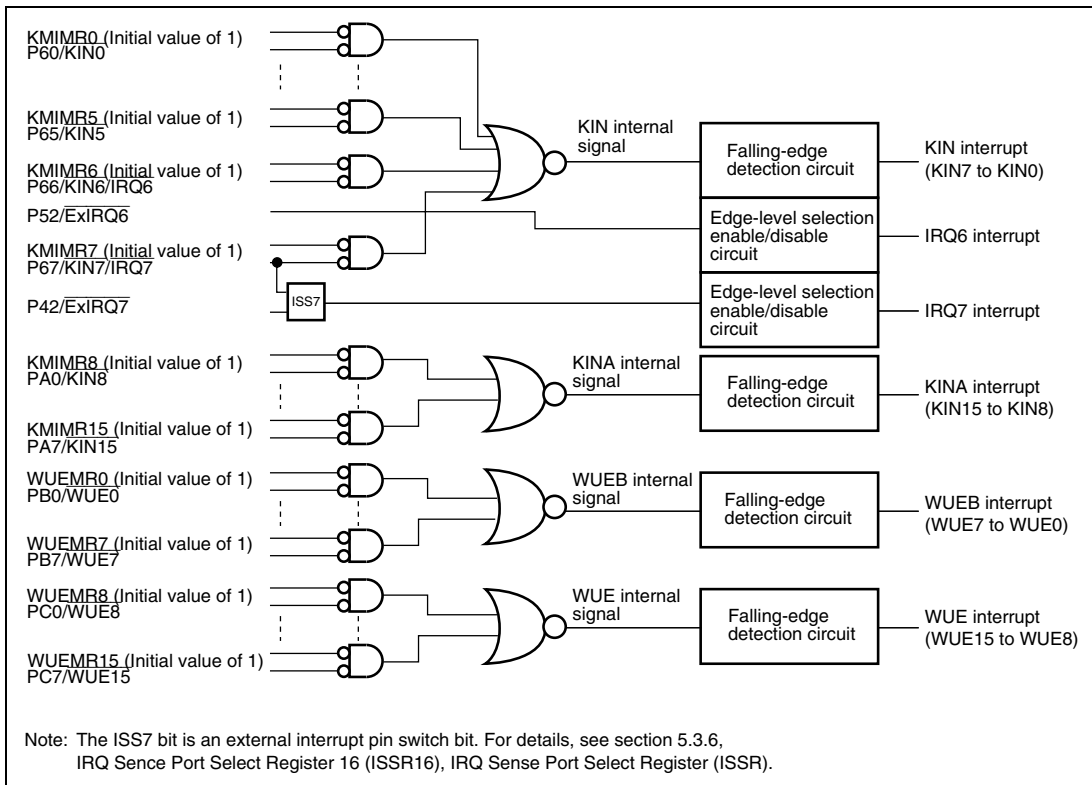 KMIMR0 (Initial value of 1)
P60/KIN0
KMIMR5 (Initial value of 1)
P65/KIN5
KMIMR6 (Initial value of 1)
P66/KIN6/IRQ6
P52/ExIRQ6
KMIMR7 (Initial value of 1)
P67/KIN7/IRQ7
P42/ExIRQ7
ISS7
KIN internal
signal
Falling-edge
detection circuit
KIN interrupt
(KIN7 to KIN0)
Edge-level selection
enable/disable
circuit
IRQ6 interrupt
Edge-level selection
enable/disable
circuit
IRQ7 interrupt
KMIMR8 (Initial value of 1)
PA0/KIN8
KMIMR15 (Initial value of 1)
PA7/KIN15
KINA internal
signal
Falling-edge
detection circuit
KINA interrupt
(KIN15 to KIN8)
WUEMR0 (Initial value of 1)
PB0/WUE0
WUEMR7 (Initial value of 1)
PB7/WUE7
WUEB internal
signal
Falling-edge
detection circuit
WUEB interrupt
(WUE7 to WUE0)
WUEMR8 (Initial value of 1)
PC0/WUE8
WUEMR15 (Initial value of 1)
PC7/WUE15
WUE internal
signal
Falling-edge
detection circuit
WUE interrupt
(WUE15 to WUE8)
Note: The ISS7 bit is an external interrupt pin switch bit. For details, see section 5.3.6,
IRQ Sence Port Select Register 16 (ISSR16), IRQ Sense Port Select Register (ISSR).